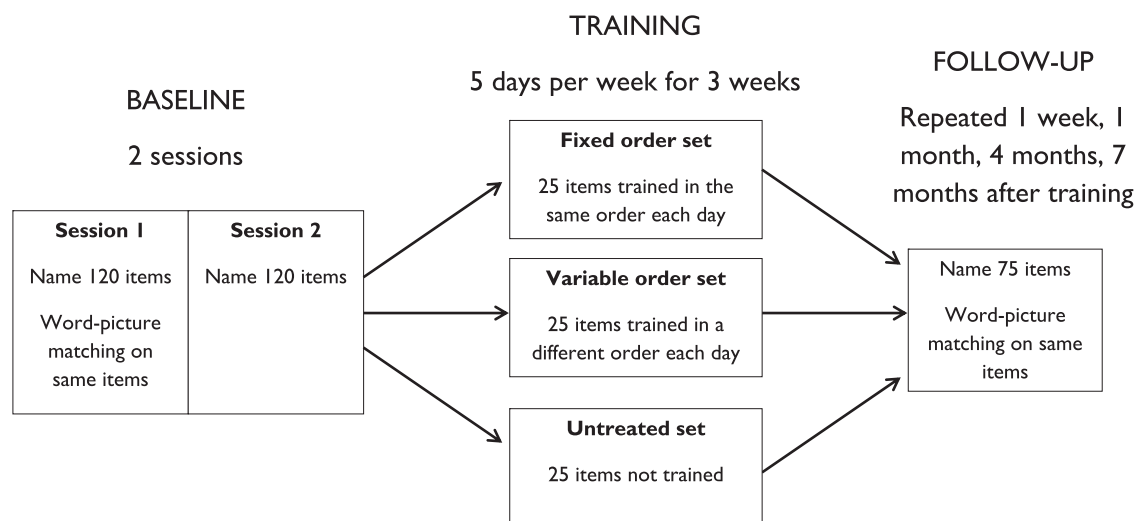 BASELINE
2 sessions
Session 1
Name 120 items
Word-picture
matching on
same items
Session 2
Name 120 items
TRAINING
5 days per week for 3 weeks
Fixed order set
25 items trained in the
same order each day
Variable order set
25 items trained in a
different order each day
Untreated set
25 items not trained
FOLLOW-UP
Repeated 1 week, 1
month, 4 months, 7
months after training
Name 75 items
Word-picture
matching on same
items